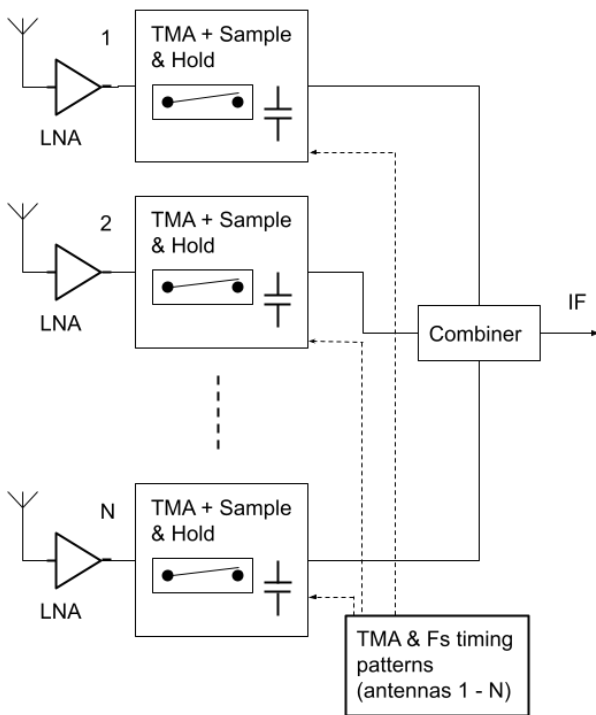 1
TMA + Sample
& Hold
LNA
2
TMA + Sample
& Hold
LNA
IF
Combiner
N
TMA + Sample
& Hold
LNA
TMA & Fs timing
patterns
(antennas 1 - N)